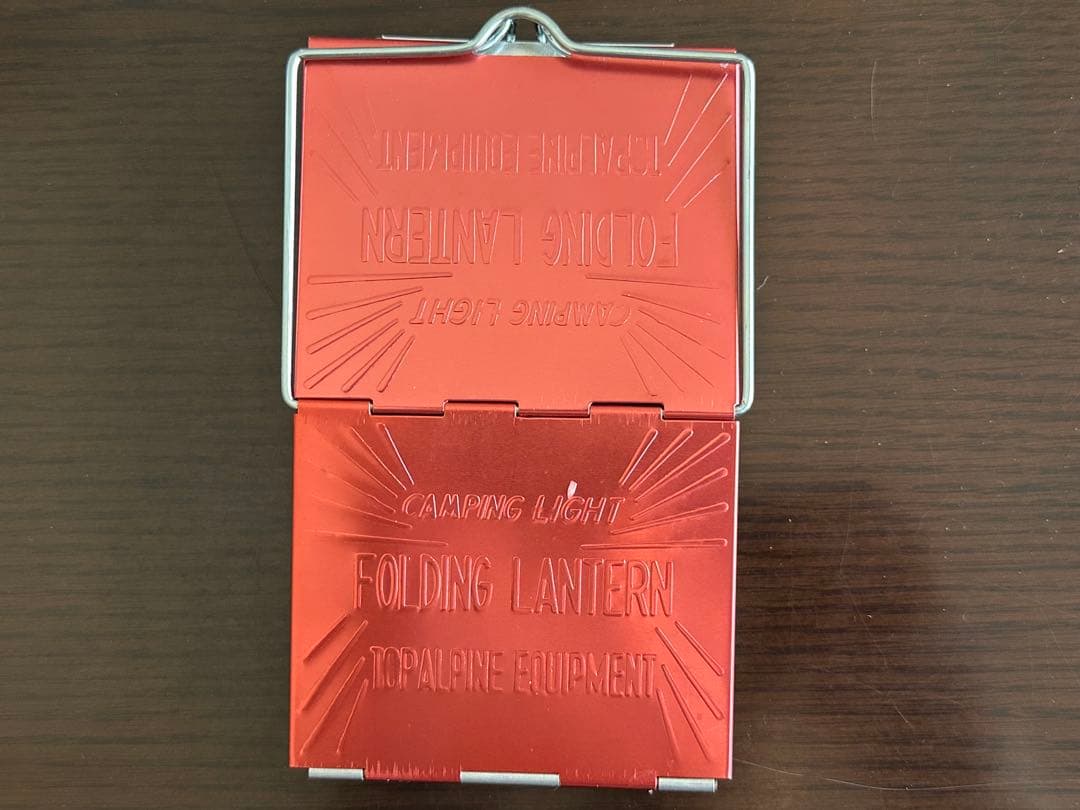 CAMPING LIGHT
FOLDING LANTERN
TOPALPINE EQUIPMENT
CAMPING LIGHT
FOLDING LANTERN
TOPALPINE EQUIPMENT